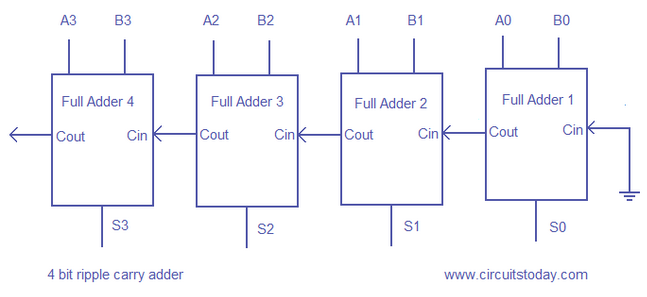 A3 B3 A2 B2 A1 B1 A0 B0
Full Adder 4 Full Adder 3 Full Adder 2 Full Adder 1
Cout Cin Cout Cin Cout Cin Cout Cin
S3 S2 S1 S0
4 bit ripple carry adder www.circuitstoday.com